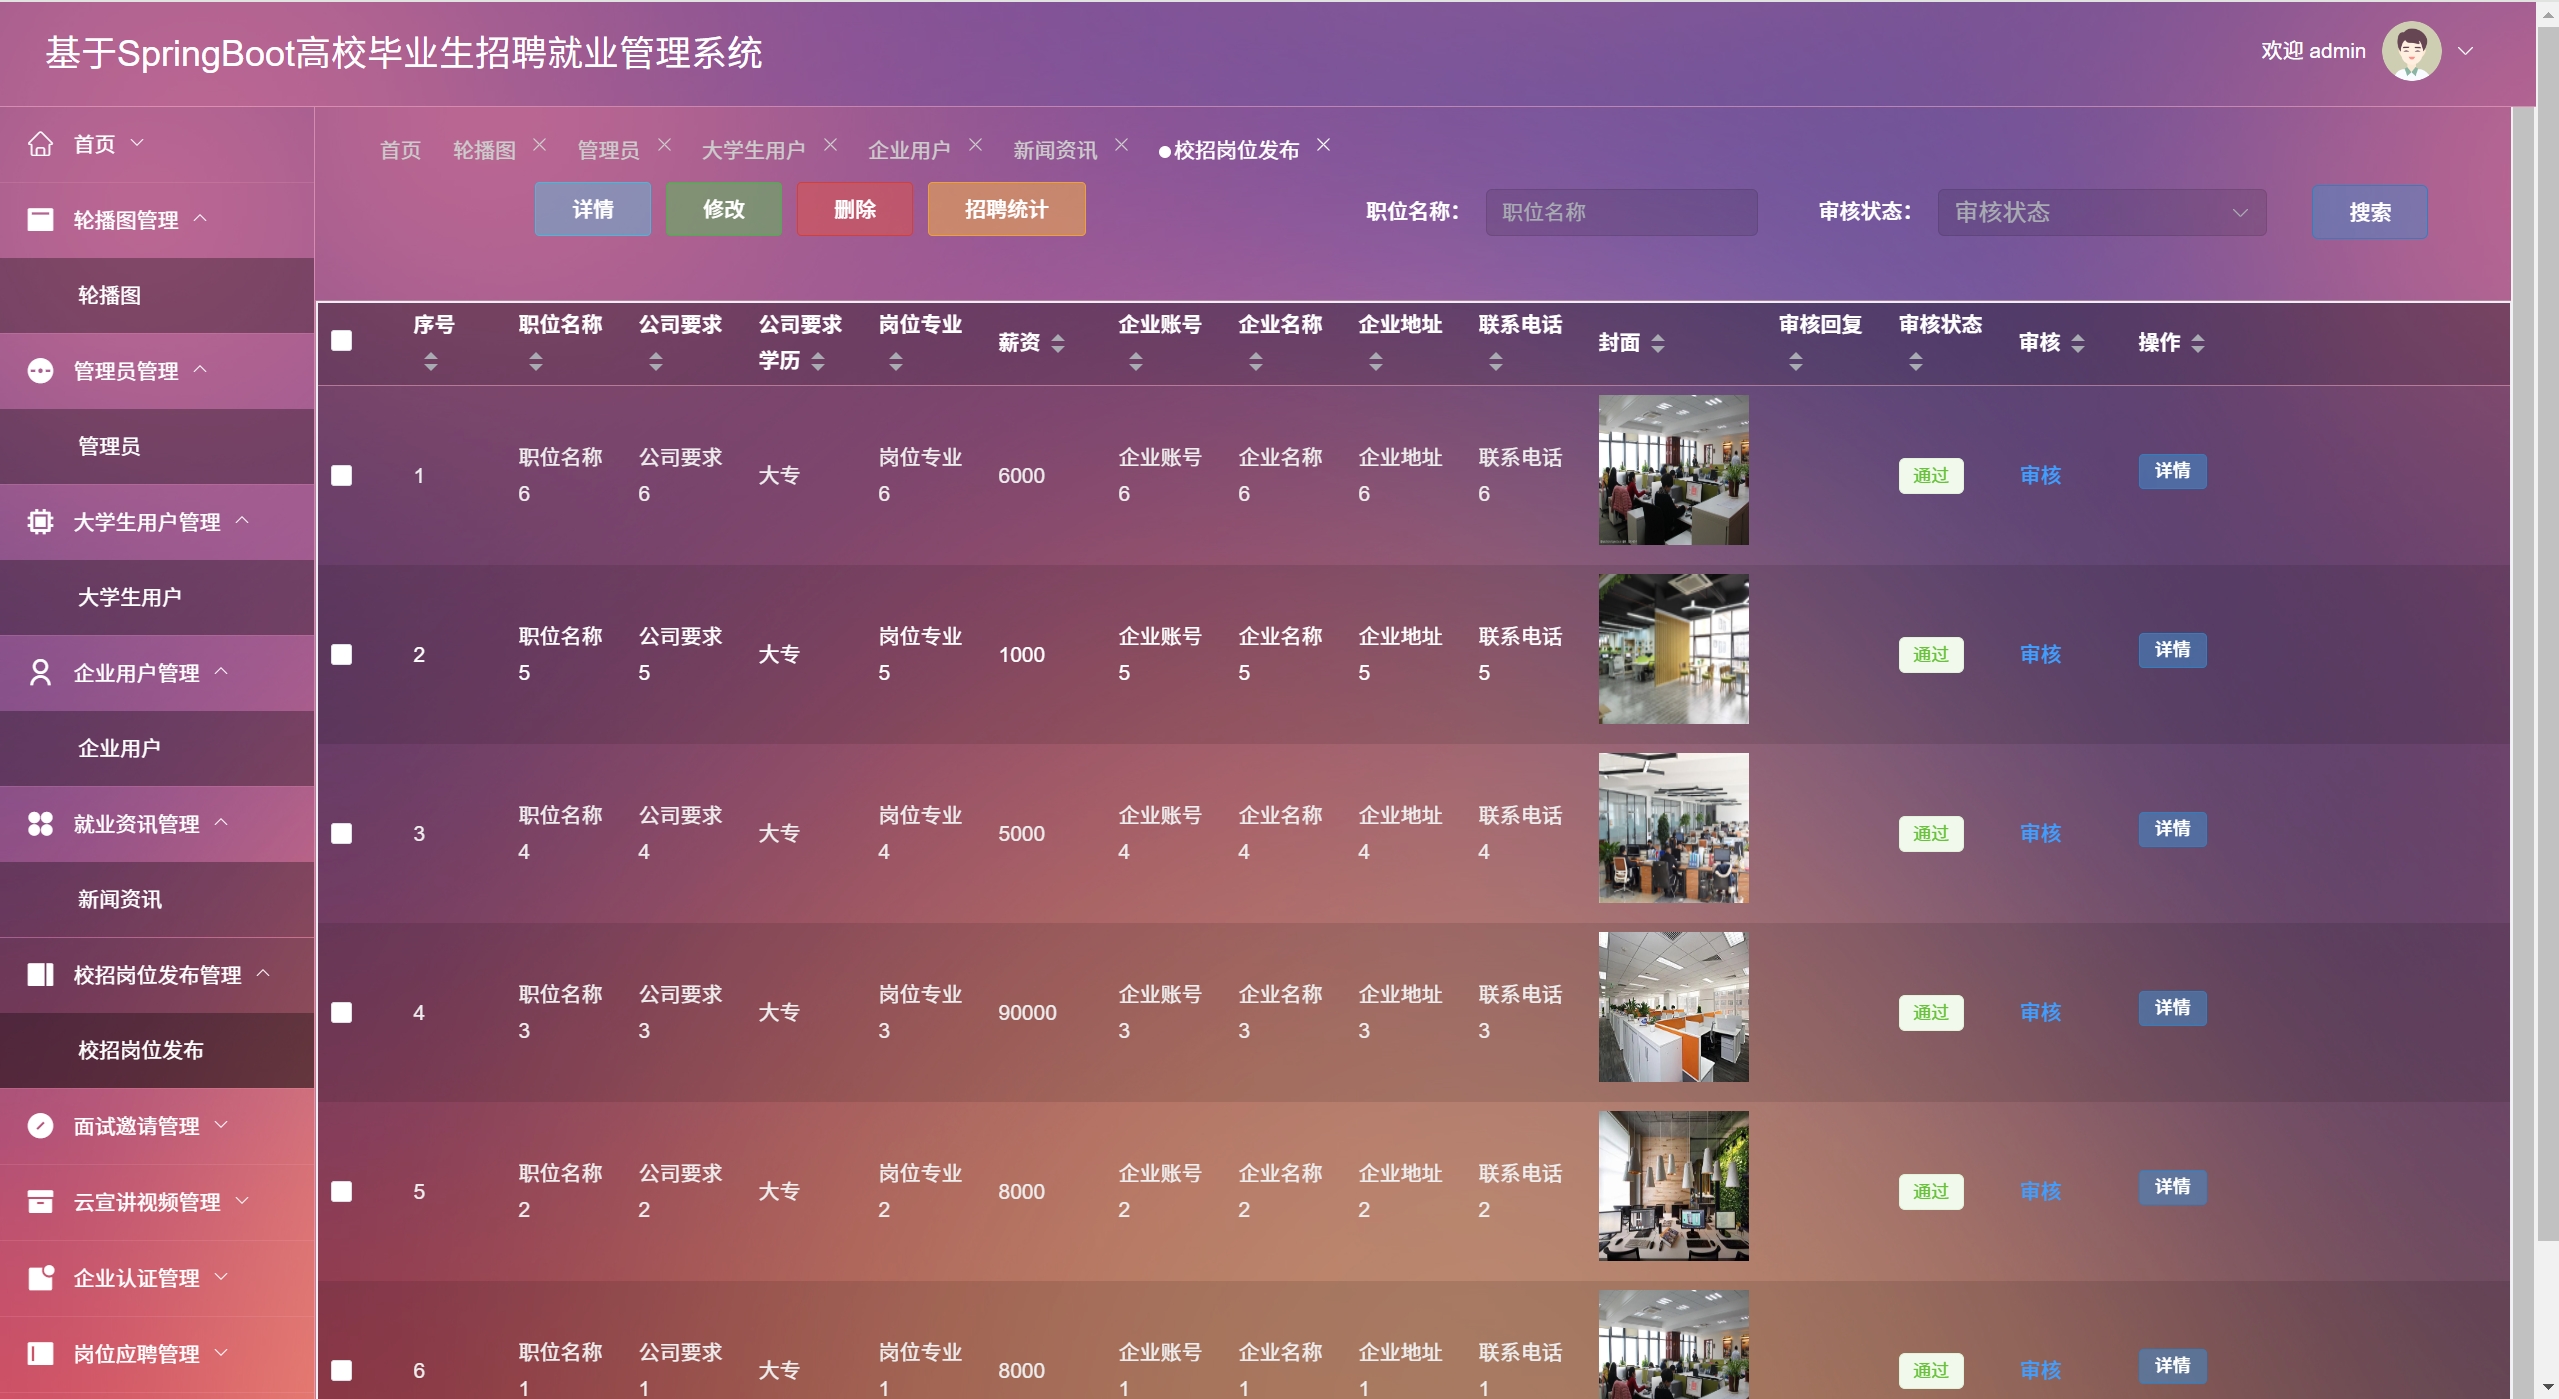 基于SpringBoot高校毕业生招聘就业管理系统
欢迎 admin
首页
轮播图管理
轮播图
管理员管理
管理员
大学生用户管理
大学生用户
企业用户管理
企业用户
就业资讯管理
新闻资讯
校招岗位发布管理
校招岗位发布
面试邀请管理
云宣讲视频管理
企业认证管理
岗位应聘管理
首页 轮播图 管理员 大学生用户 企业用户 新闻资讯 校招岗位发布
详情 修改 删除 招聘统计 职位名称： 职位名称 审核状态： 审核状态 搜索
序号 职位名称 公司要求 公司要求学历 岗位专业 薪资 企业账号 企业名称 企业地址 联系电话 封面 审核回复 审核状态 审核 操作
1 职位名称6 公司要求6 大专 岗位专业6 6000 企业账号6 企业名称6 企业地址6 联系电话6 通过 审核 详情
2 职位名称5 公司要求5 大专 岗位专业5 1000 企业账号5 企业名称5 企业地址5 联系电话5 通过 审核 详情
3 职位名称4 公司要求4 大专 岗位专业4 5000 企业账号4 企业名称4 企业地址4 联系电话4 通过 审核 详情
4 职位名称3 公司要求3 大专 岗位专业3 90000 企业账号3 企业名称3 企业地址3 联系电话3 通过 审核 详情
5 职位名称2 公司要求2 大专 岗位专业2 8000 企业账号2 企业名称2 企业地址2 联系电话2 通过 审核 详情
6 职位名称1 公司要求1 大专 岗位专业1 8000 企业账号1 企业名称1 企业地址1 联系电话1 通过 审核 详情